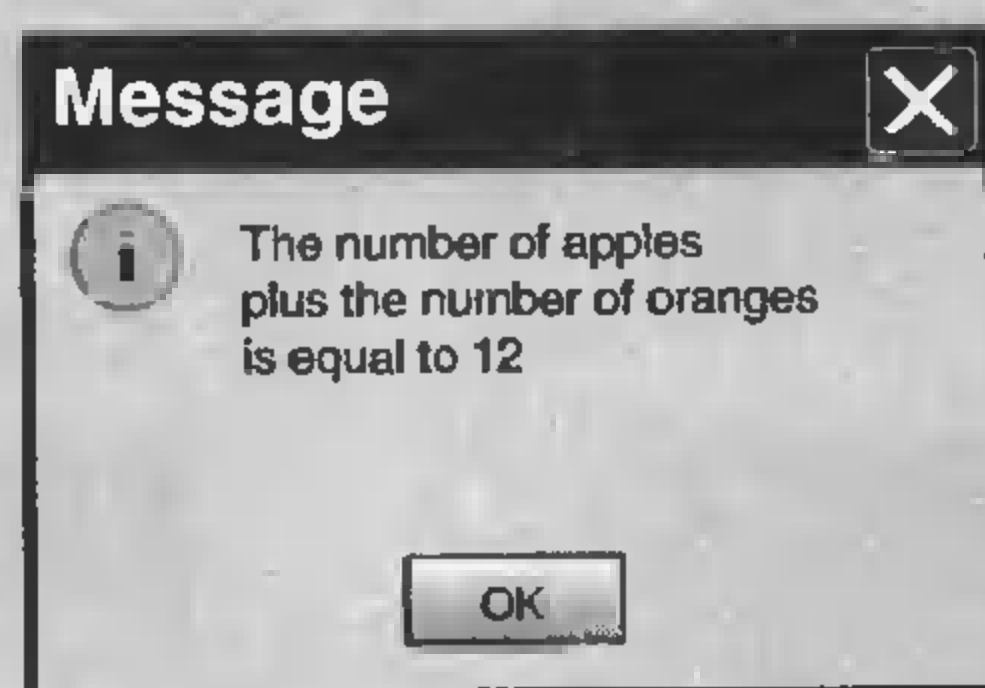 Message
The number of apples
plus the number of oranges
is equal to 12
OK